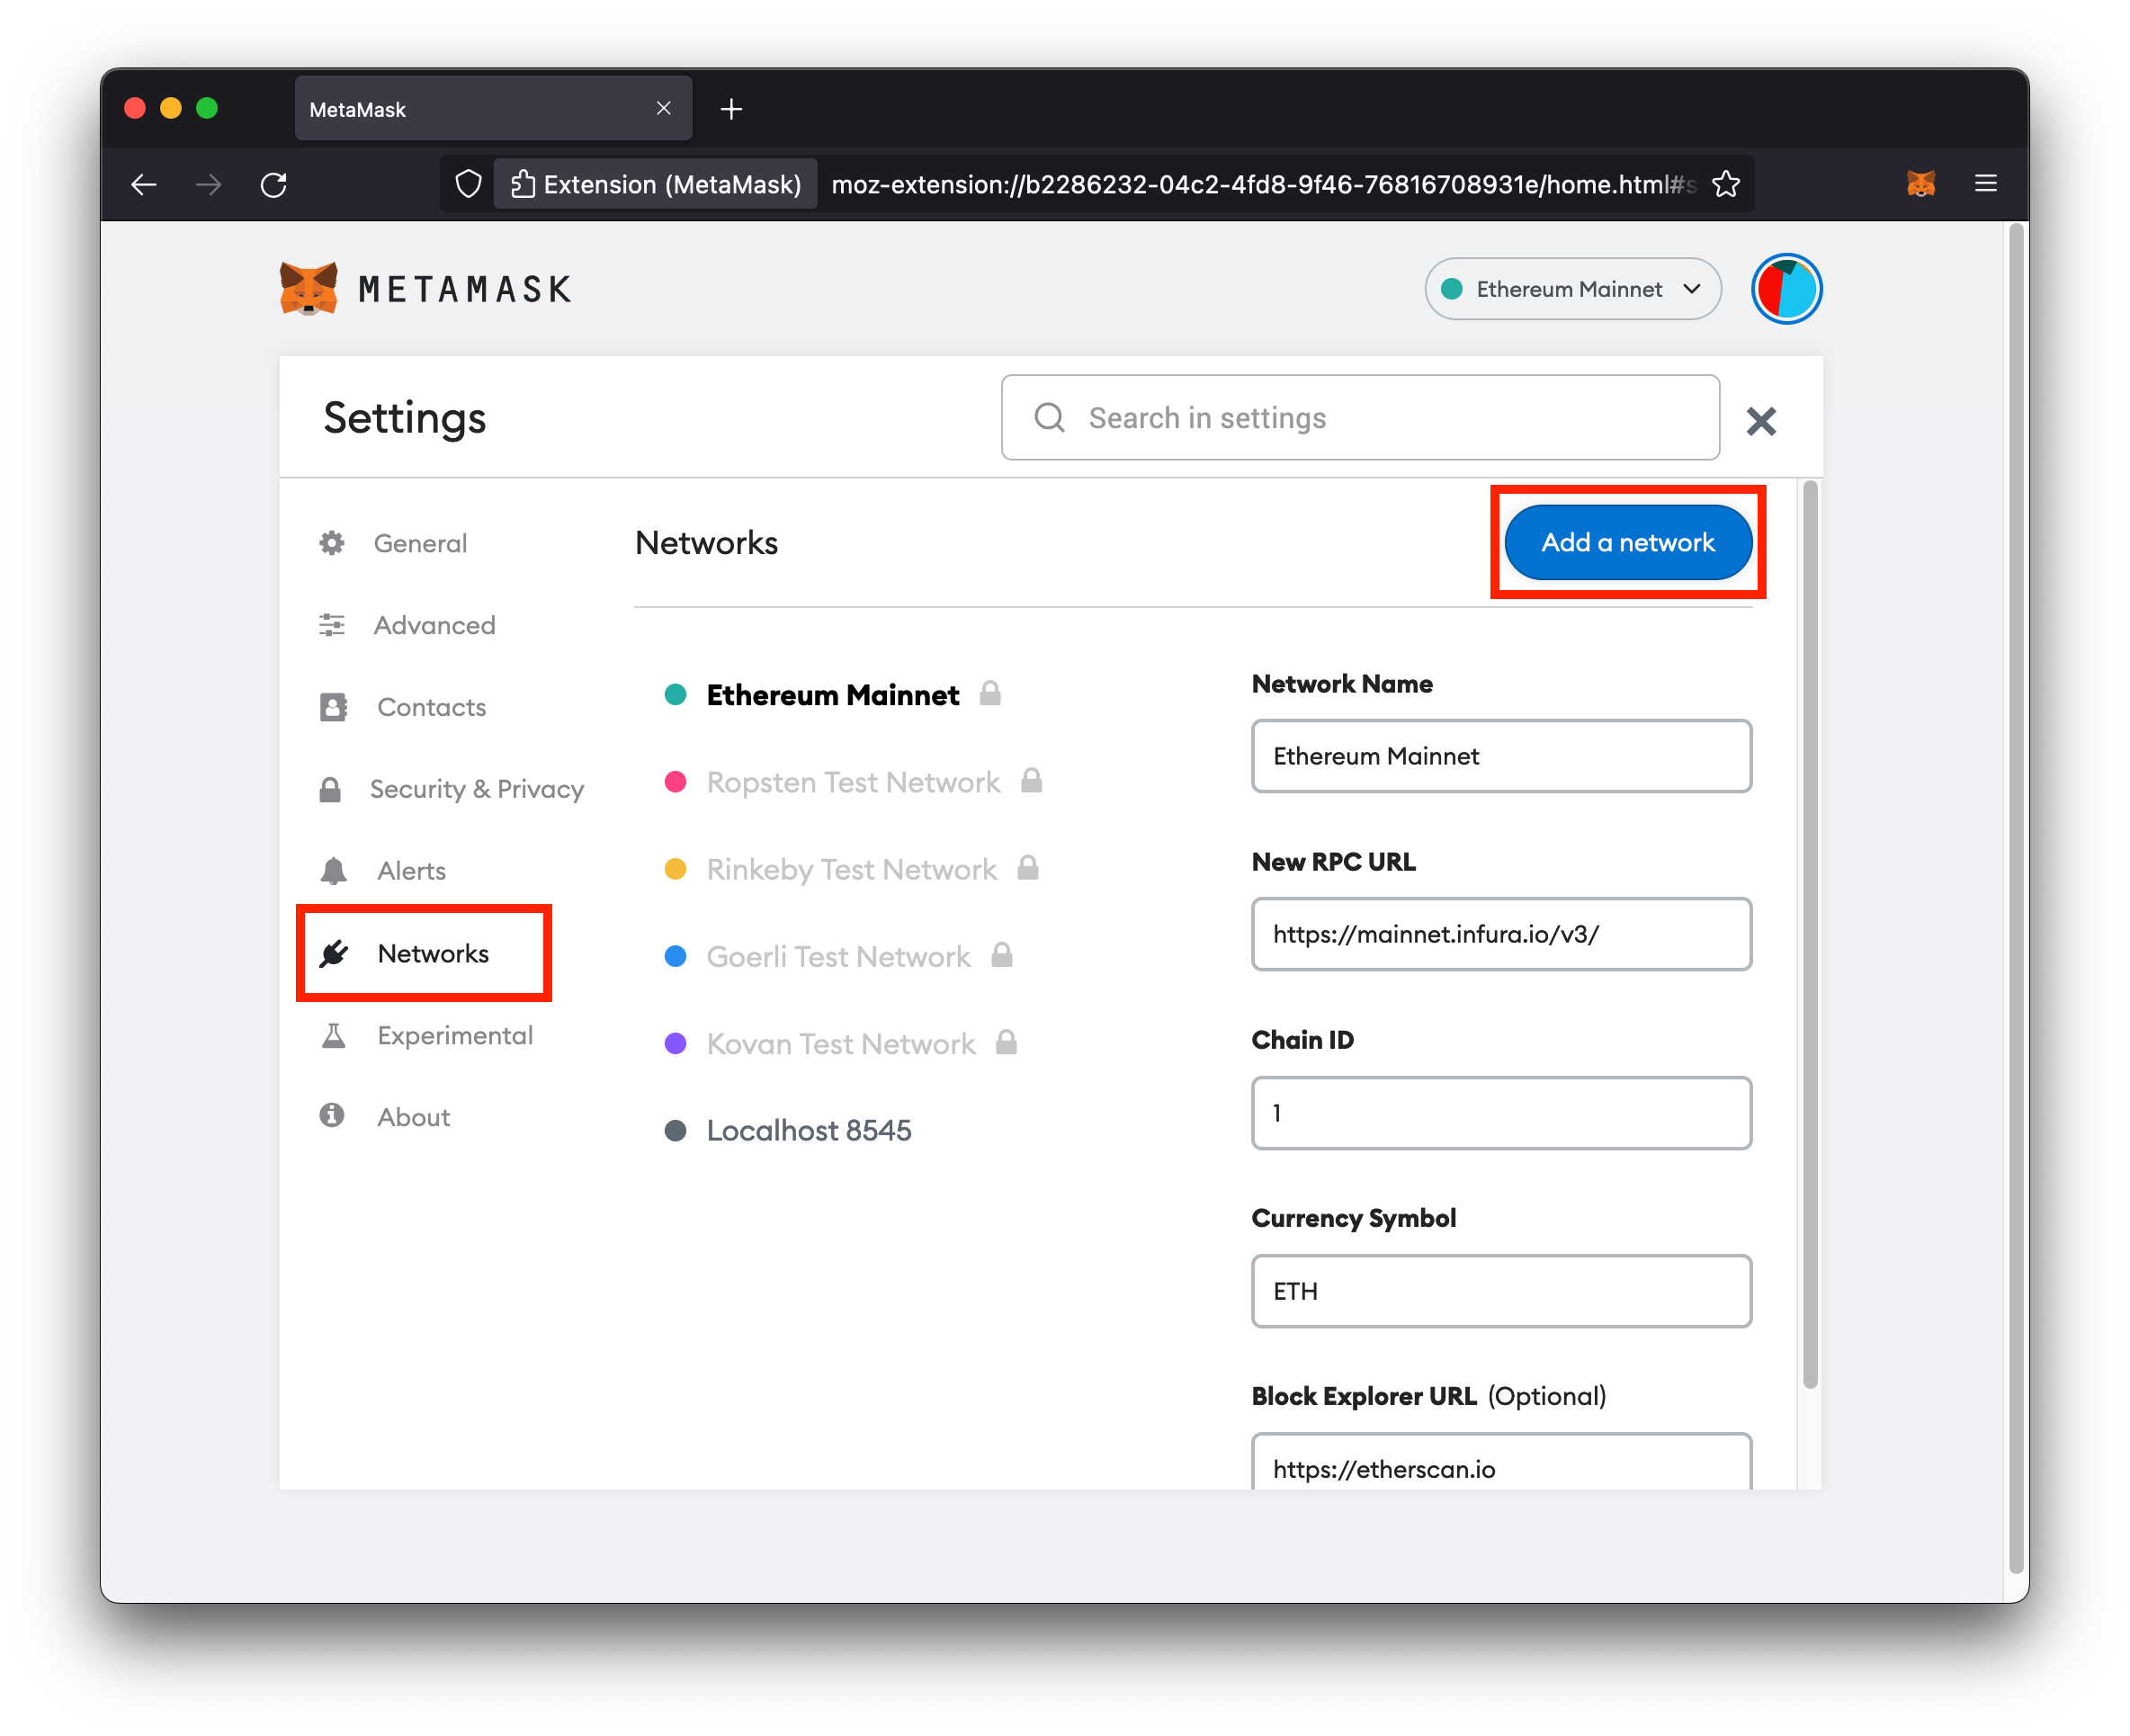 MetaMask
Extension (MetaMask) moz-extension://b2286232-04c2-4fd8-9f46-76816708931e/home.html#s
METAMASK
Ethereum Mainnet
Settings
Search in settings
General
Advanced
Contacts
Security & Privacy
Alerts
Networks
Experimental
About
Networks
Add a network
Ethereum Mainnet
Ropsten Test Network
Rinkeby Test Network
Goerli Test Network
Kovan Test Network
Localhost 8545
Network Name
Ethereum Mainnet
New RPC URL
https://mainnet.infura.io/v3/
Chain ID
1
Currency Symbol
ETH
Block Explorer URL (Optional)
https://etherscan.io